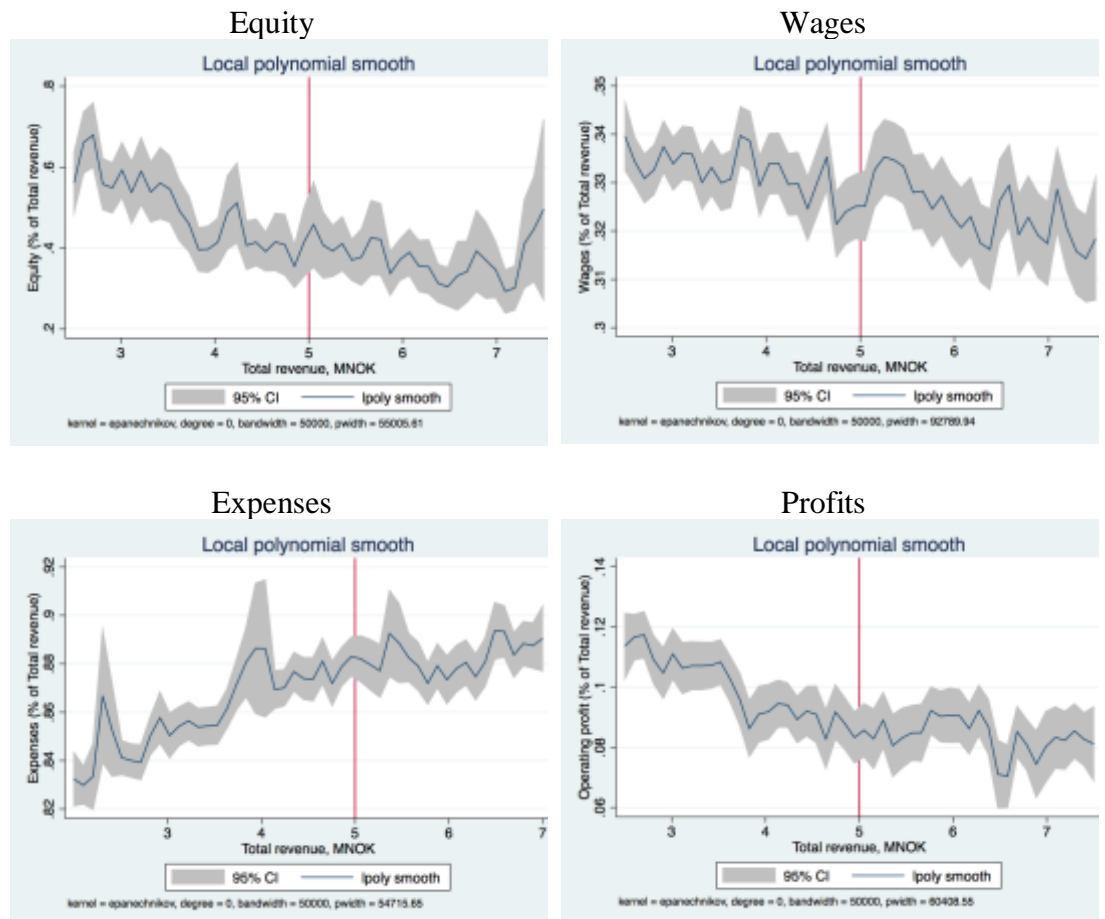 Equity
Local polynomial smooth
Equity (% of Total revenue)
.8
.6
.4
.2
3 4 5 6 7
Total revenue, MNOK
95% CI lpoly smooth
kernel = epanechnikov, degree = 0, bandwidth = 50000, pwidth = 55005.61
Wages
Local polynomial smooth
Wages (% of Total revenue)
.35
.34
.33
.32
.31
.3
3 4 5 6 7
Total revenue, MNOK
95% CI lpoly smooth
kernel = epanechnikov, degree = 0, bandwidth = 50000, pwidth = 92789.94
Expenses
Local polynomial smooth
Expenses (% of Total revenue)
.92
.9
.88
.86
.84
.82
3 4 5 6 7
Total revenue, MNOK
95% CI lpoly smooth
kernel = epanechnikov, degree = 0, bandwidth = 50000, pwidth = 54715.65
Profits
Local polynomial smooth
Operating profit (% of Total revenue)
.14
.12
.1
.08
.06
3 4 5 6 7
Total revenue, MNOK
95% CI lpoly smooth
kernel = epanechnikov, degree = 0, bandwidth = 50000, pwidth = 60408.55